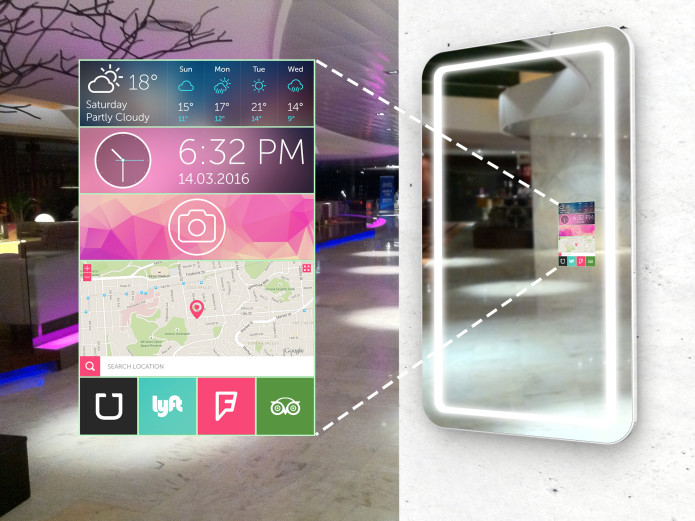 18°
Saturday
Partly Cloudy
Sun Mon Tue Wed
15° 17° 21° 14°
11° 12° 14° 9°
6:32 PM
14.03.2016
Google
SEARCH LOCATION
lyft